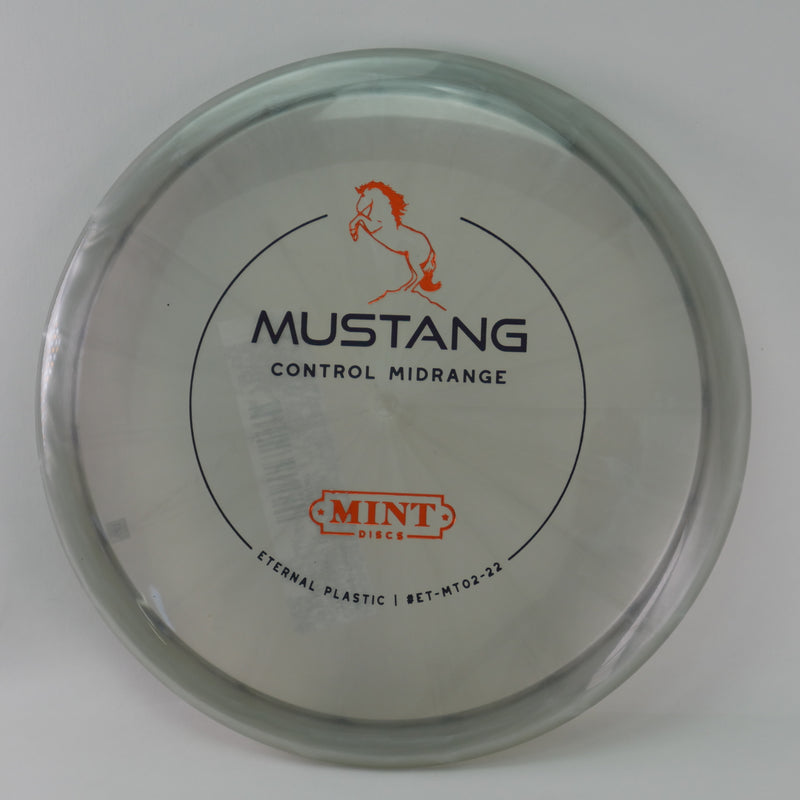 MUSTANG
CONTROL MIDRANGE
MINT
DISCS
ETERNAL PLASTIC | #ET-MT02-22